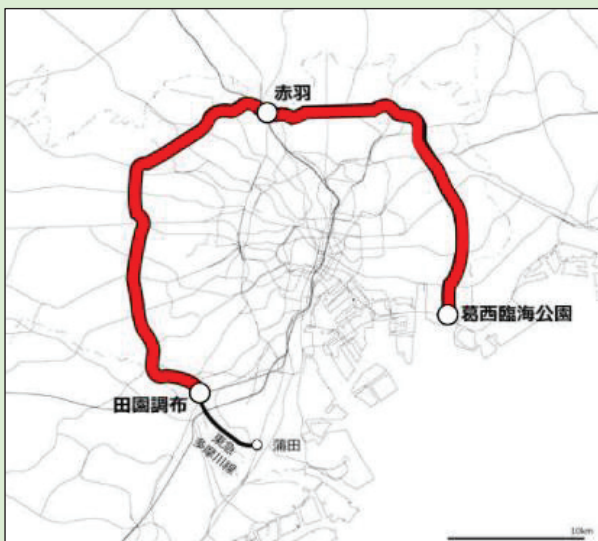 赤羽
葛西臨海公園
田園調布
東急
多摩川線
蒲田
10km